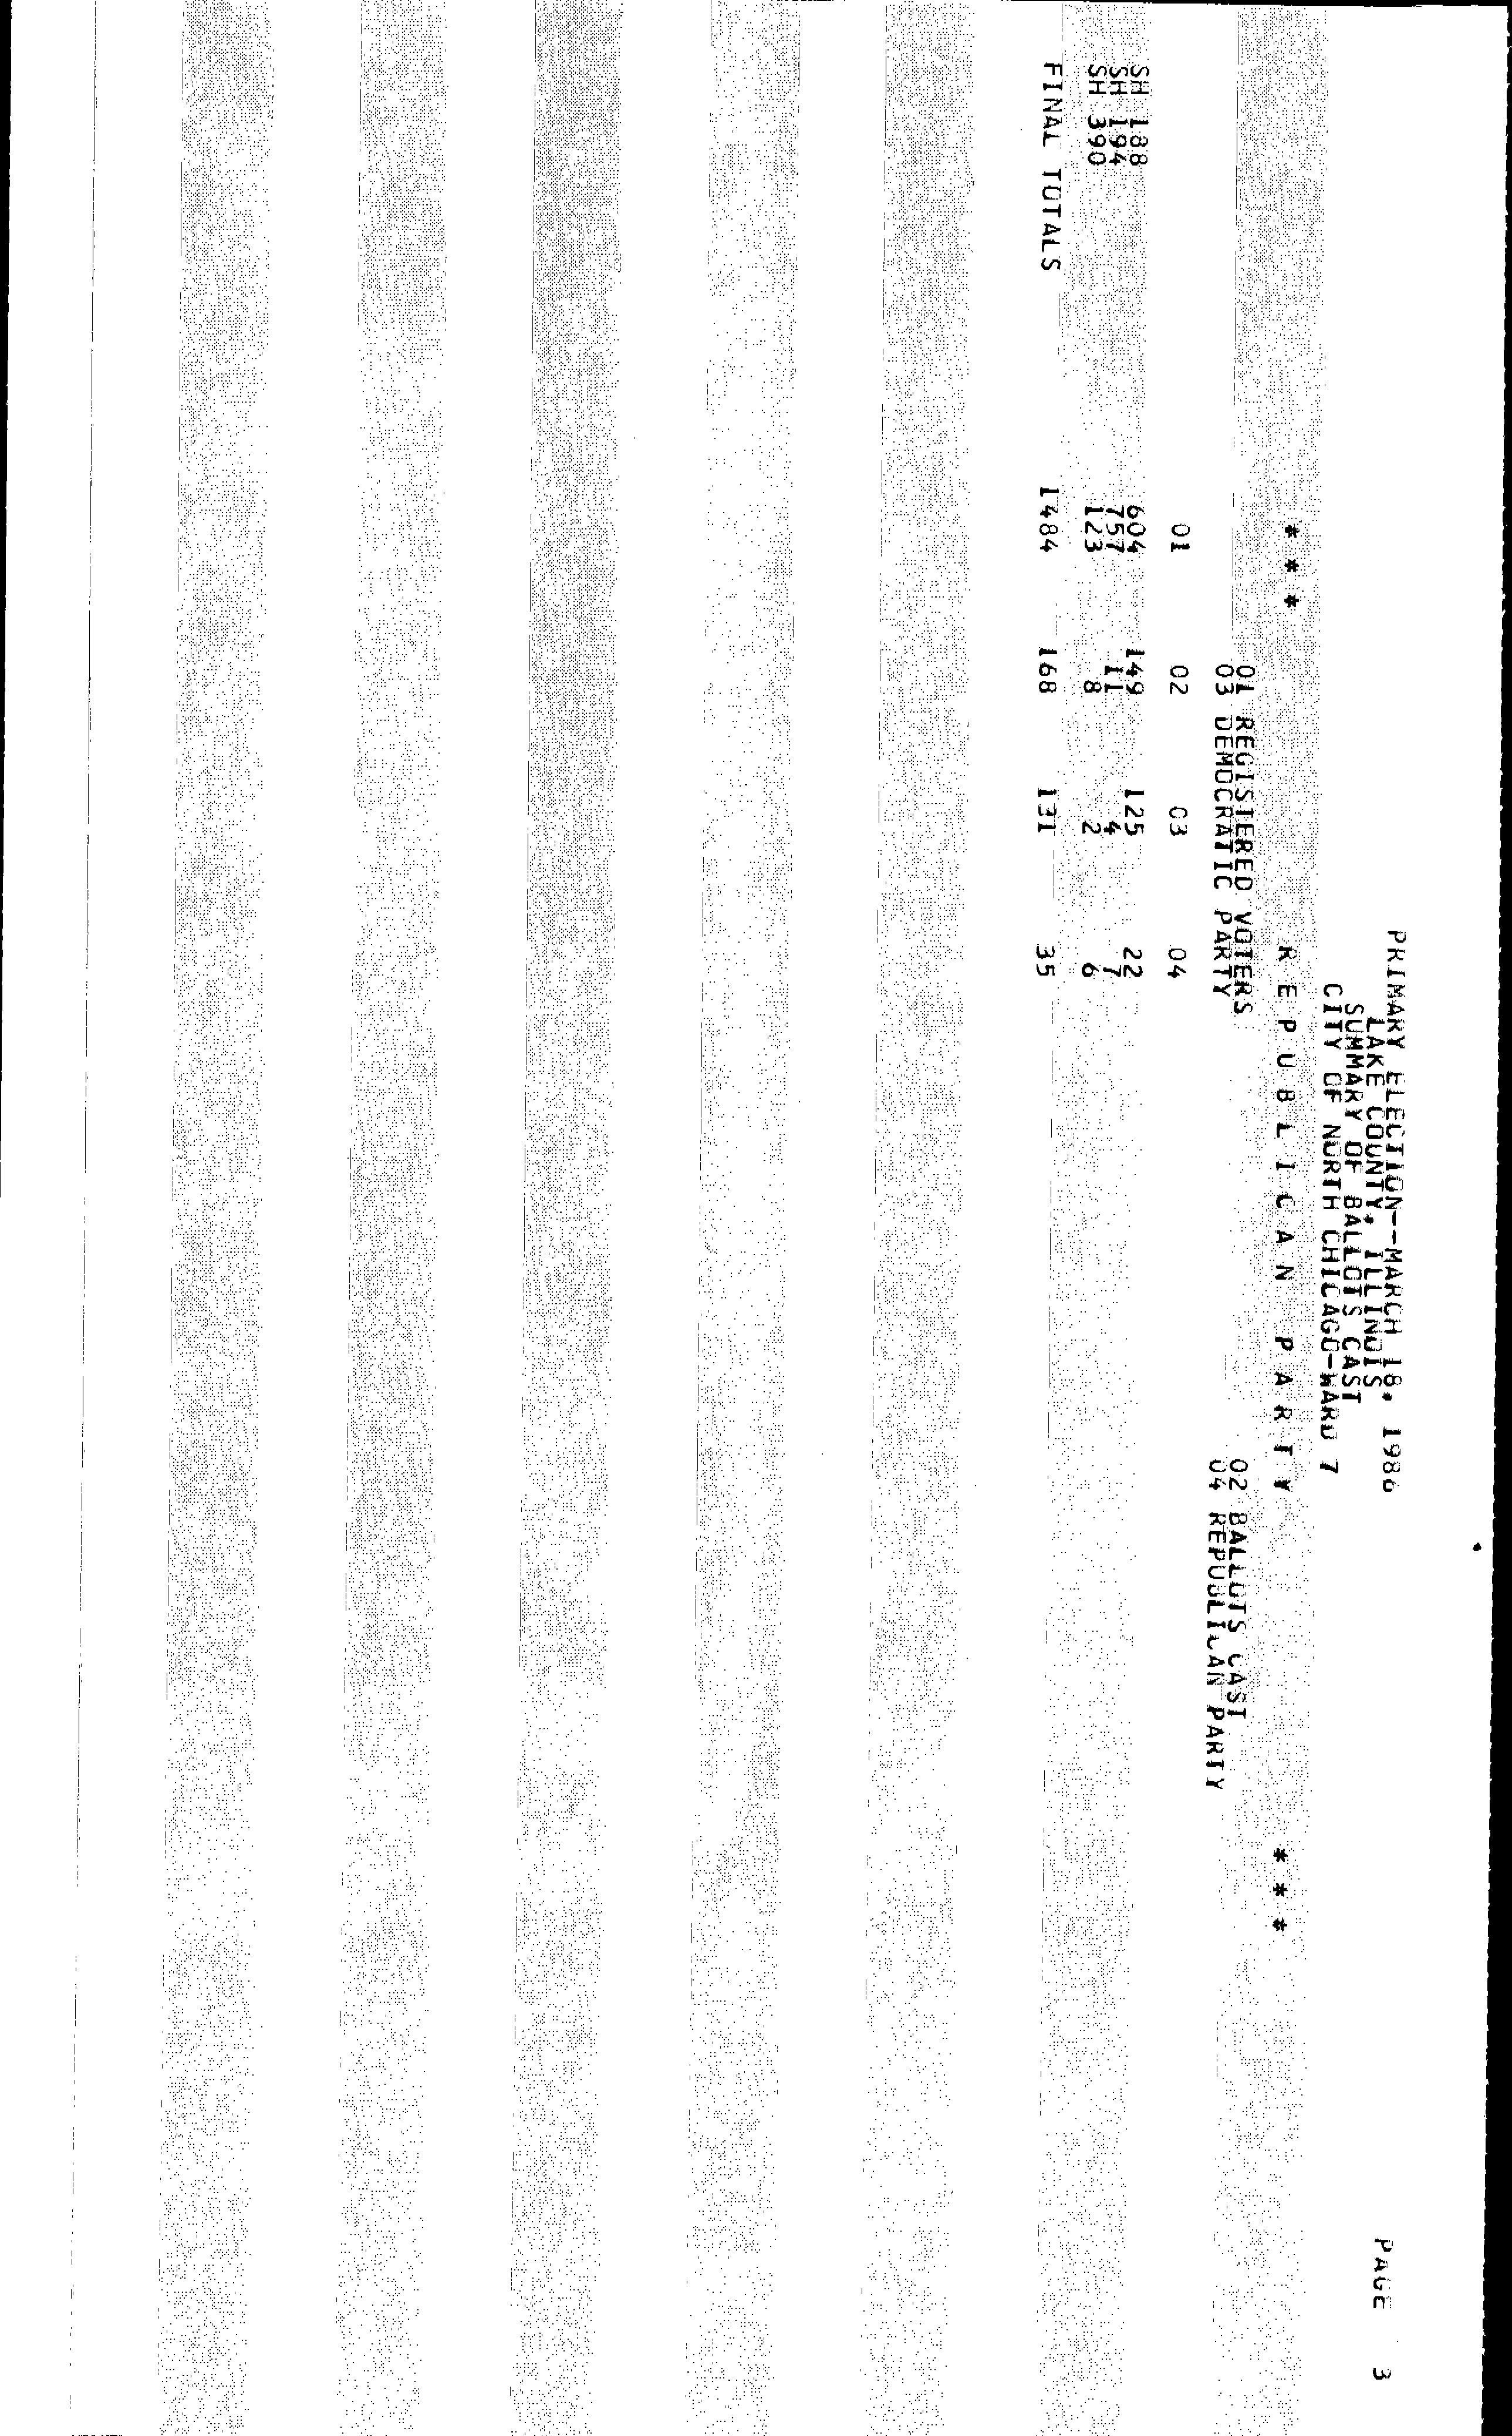 PRIMARY ELECTION--MARCH 18, 1986 PAGE 3
LAKE COUNTY, ILLINOIS
SUMMARY OF BALLOTS CAST
CITY OF NORTH CHICAGO-WARD 7
* * * R E P U B L I C A N P A R T Y * * *
01 REGISTERED VOTERS 02 BALLOTS CAST
03 DEMOCRATIC PARTY 04 REPUBLICAN PARTY
01 02 03 04
SH 188 604 149 125 22
SH 194 757 11 4 7
SH 390 123 8 2 6
FINAL TOTALS 1484 168 131 35